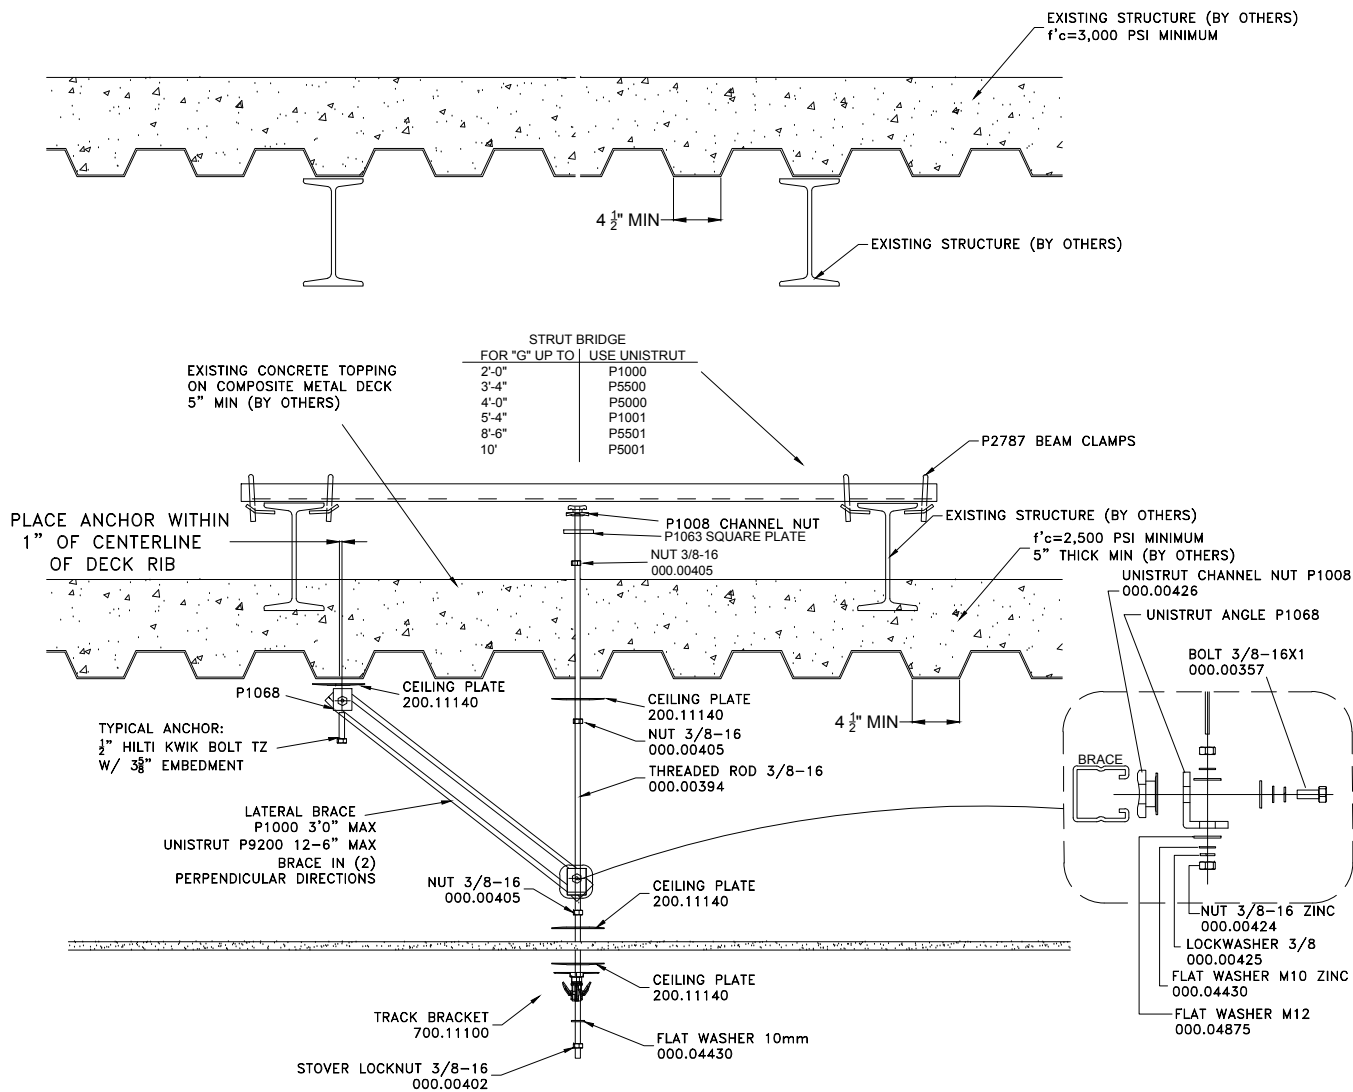 EXISTING STRUCTURE (BY OTHERS)
f'c=3,000 PSI MINIMUM
4 1/2" MIN
EXISTING STRUCTURE (BY OTHERS)
STRUT BRIDGE
FOR "G" UP TO USE UNISTRUT
2'-0" P1000
3'-4" P5500
4'-0" P5000
5'-4" P1001
8'-6" P5501
10' P5001
EXISTING CONCRETE TOPPING
ON COMPOSITE METAL DECK
5" MIN (BY OTHERS)
P2787 BEAM CLAMPS
PLACE ANCHOR WITHIN
1" OF CENTERLINE
OF DECK RIB
P1008 CHANNEL NUT
P1063 SQUARE PLATE
NUT 3/8-16
000.00405
EXISTING STRUCTURE (BY OTHERS)
f'c=2,500 PSI MINIMUM
5" THICK MIN (BY OTHERS)
UNISTRUT CHANNEL NUT P1008
000.00426
UNISTRUT ANGLE P1068
BOLT 3/8-16X1
000.00357
P1068
CEILING PLATE
200.11140
CEILING PLATE
200.11140
4 1/2" MIN
TYPICAL ANCHOR:
1/2" HILTI KWIK BOLT TZ
W/ 3 5/8" EMBEDMENT
NUT 3/8-16
000.00405
THREADED ROD 3/8-16
000.00394
BRACE
LATERAL BRACE
P1000 3'0" MAX
UNISTRUT P9200 12-6" MAX
BRACE IN (2)
PERPENDICULAR DIRECTIONS
NUT 3/8-16
000.00405
CEILING PLATE
200.11140
NUT 3/8-16 ZINC
000.00424
LOCKWASHER 3/8
000.00425
FLAT WASHER M10 ZINC
000.04430
FLAT WASHER M12
000.04875
CEILING PLATE
200.11140
TRACK BRACKET
700.11100
FLAT WASHER 10mm
000.04430
STOVER LOCKNUT 3/8-16
000.00402